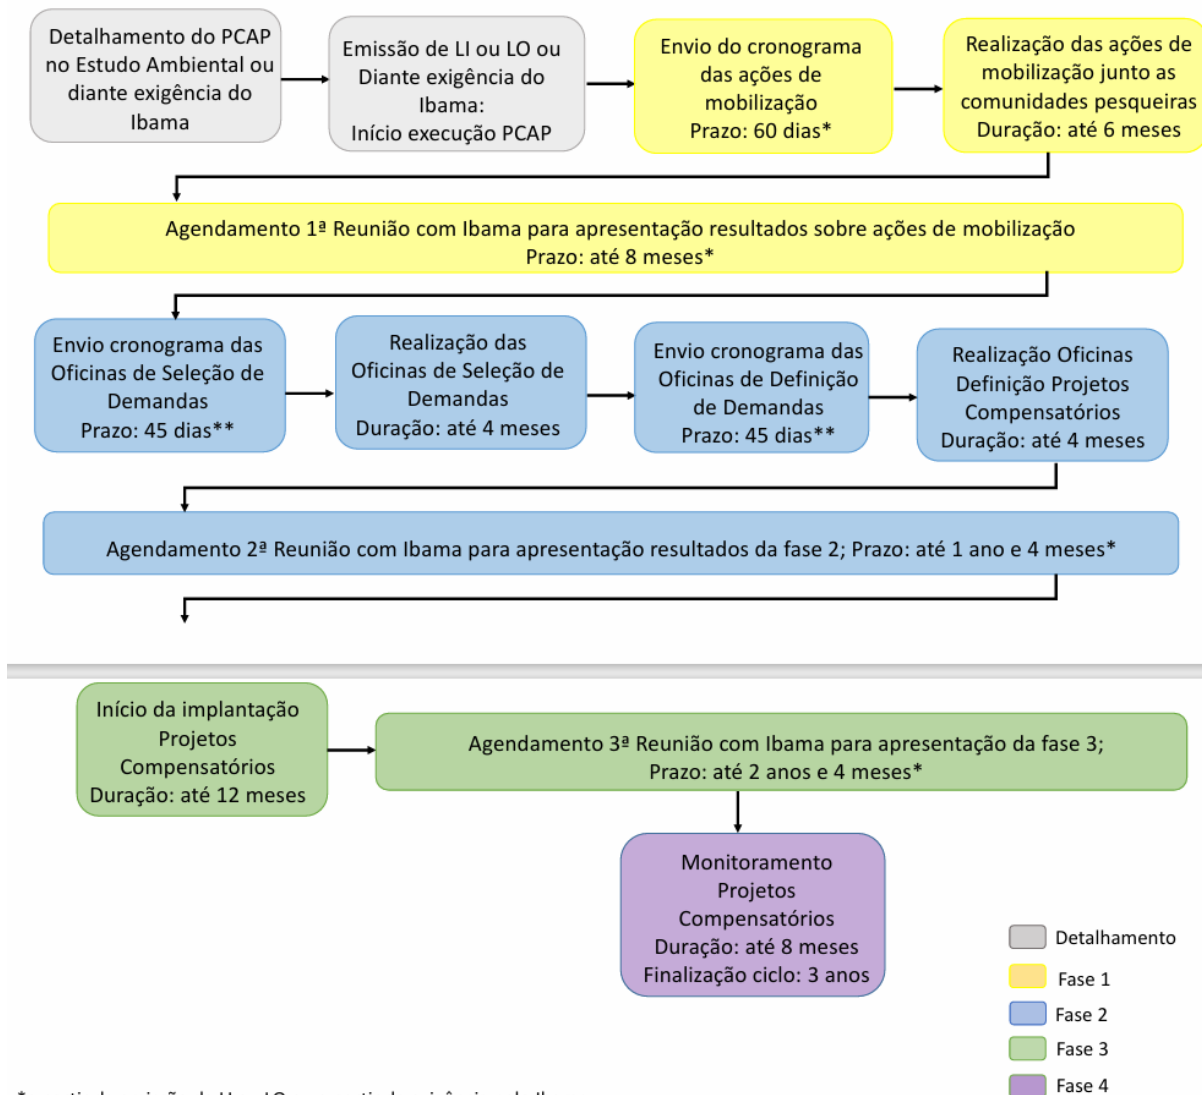 Detalhamento do PCAP
no Estudo Ambiental ou
diante exigência do
Ibama
Emissão de LI ou LO ou
Diante exigência do
Ibama:
Início execução PCAP
Envio do cronograma
das ações de
mobilização
Prazo: 60 dias*
Realização das ações de
mobilização junto as
comunidades pesqueiras
Duração: até 6 meses
Agendamento 1ª Reunião com Ibama para apresentação resultados sobre ações de mobilização
Prazo: até 8 meses*
Envio cronograma das
Oficinas de Seleção de
Demandas
Prazo: 45 dias**
Realização das
Oficinas de Seleção de
Demandas
Duração: até 4 meses
Envio cronograma das
Oficinas de Definição
de Demandas
Prazo: 45 dias**
Realização Oficinas
Definição Projetos
Compensatórios
Duração: até 4 meses
Agendamento 2ª Reunião com Ibama para apresentação resultados da fase 2; Prazo: até 1 ano e 4 meses*
Início da implantação
Projetos
Compensatórios
Duração: até 12 meses
Agendamento 3ª Reunião com Ibama para apresentação da fase 3;
Prazo: até 2 anos e 4 meses*
Monitoramento
Projetos
Compensatórios
Duração: até 8 meses
Finalização ciclo: 3 anos
Detalhamento
Fase 1
Fase 2
Fase 3
Fase 4